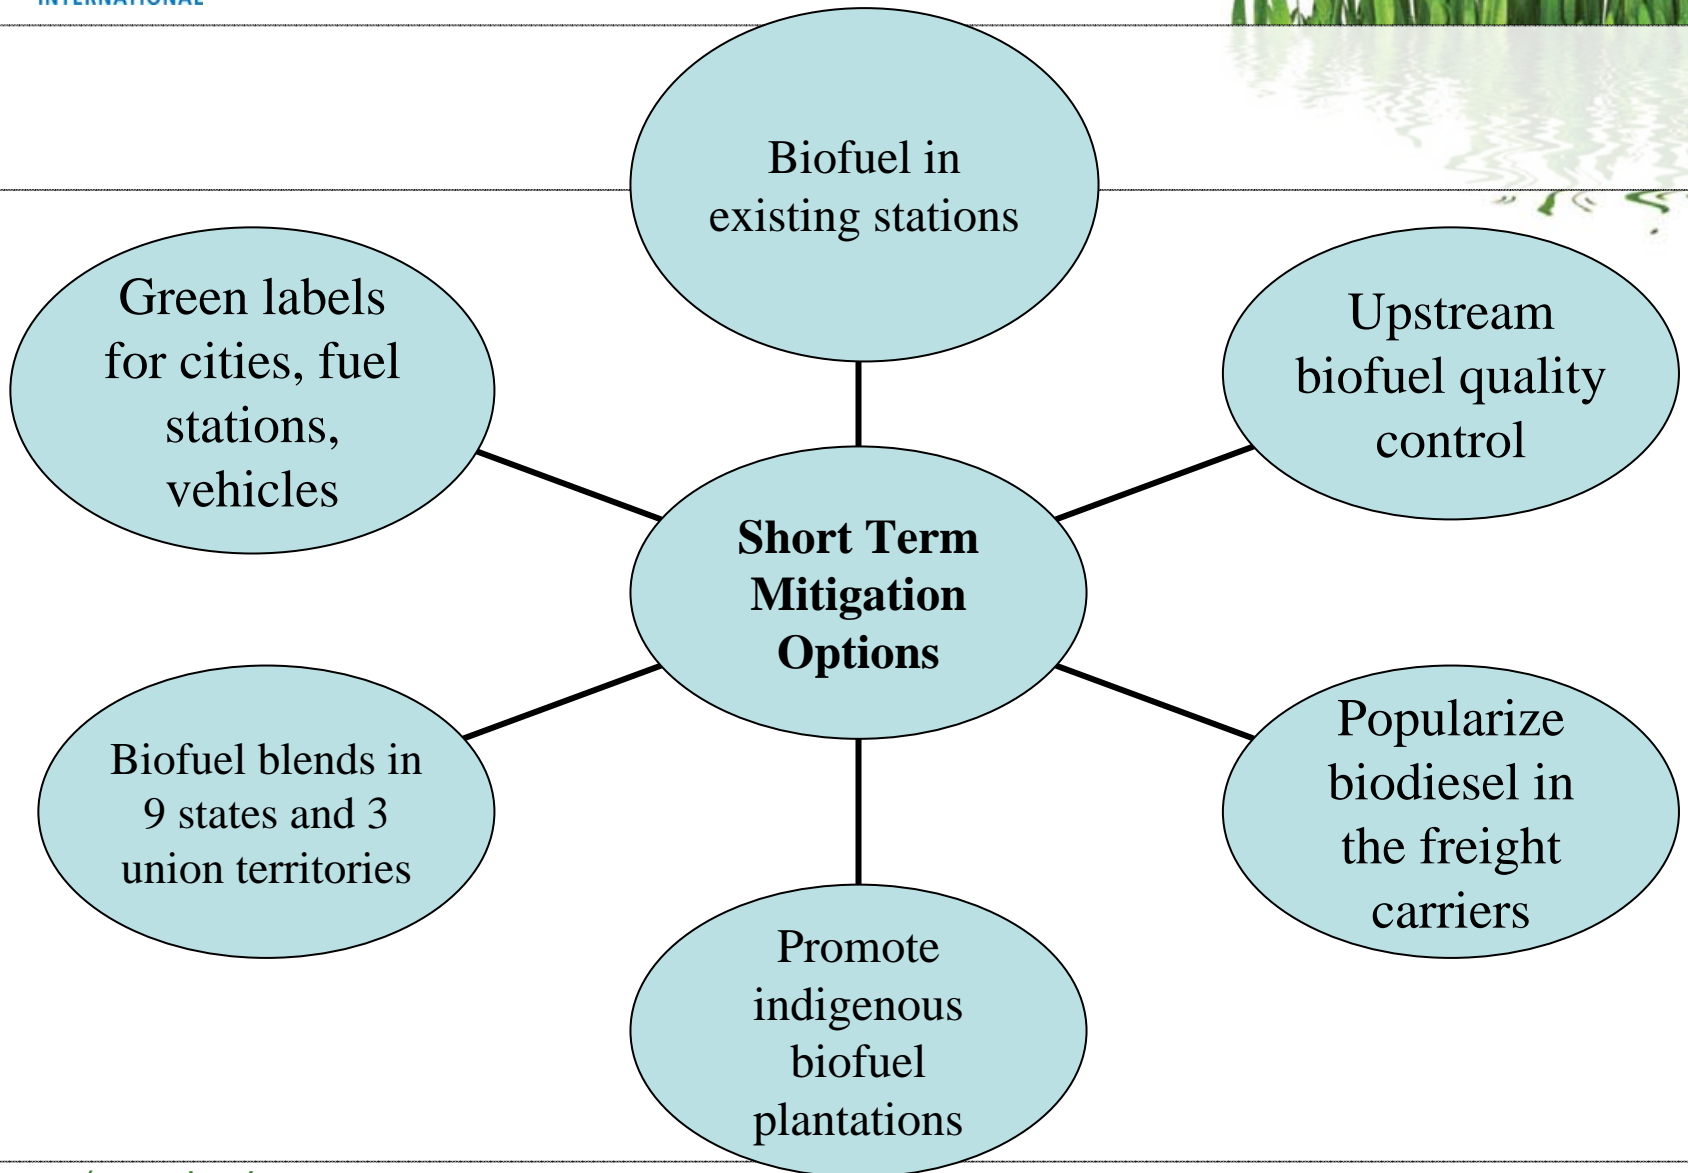 INTERNATIONAL
Biofuel in
existing stations
Green labels
for cities, fuel
stations,
vehicles
Upstream
biofuel quality
control
Short Term
Mitigation
Options
Biofuel blends in
9 states and 3
union territories
Popularize
biodiesel in
the freight
carriers
Promote
indigenous
biofuel
plantations